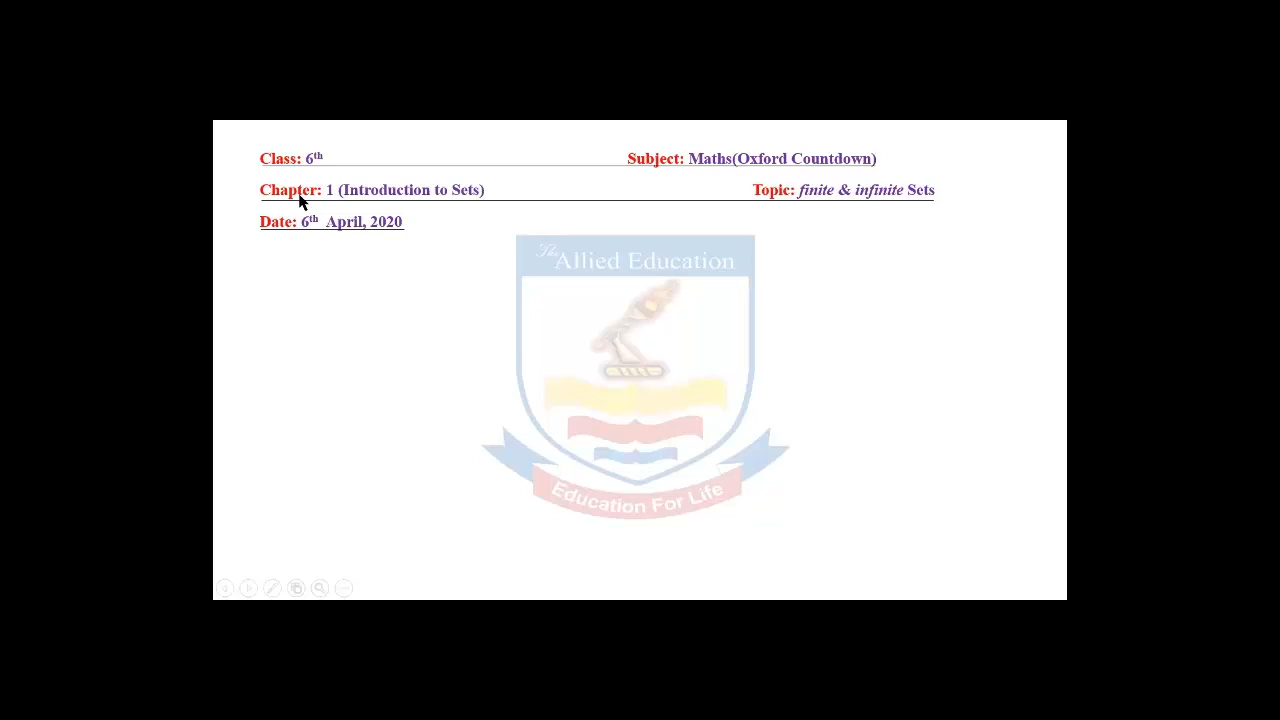 Class: 6th Subject: Maths(Oxford Countdown)
Chapter: 1 (Introduction to Sets) Topic: finite & infinite Sets
Date: 6th April, 2020
The Allied Education
Education For Life